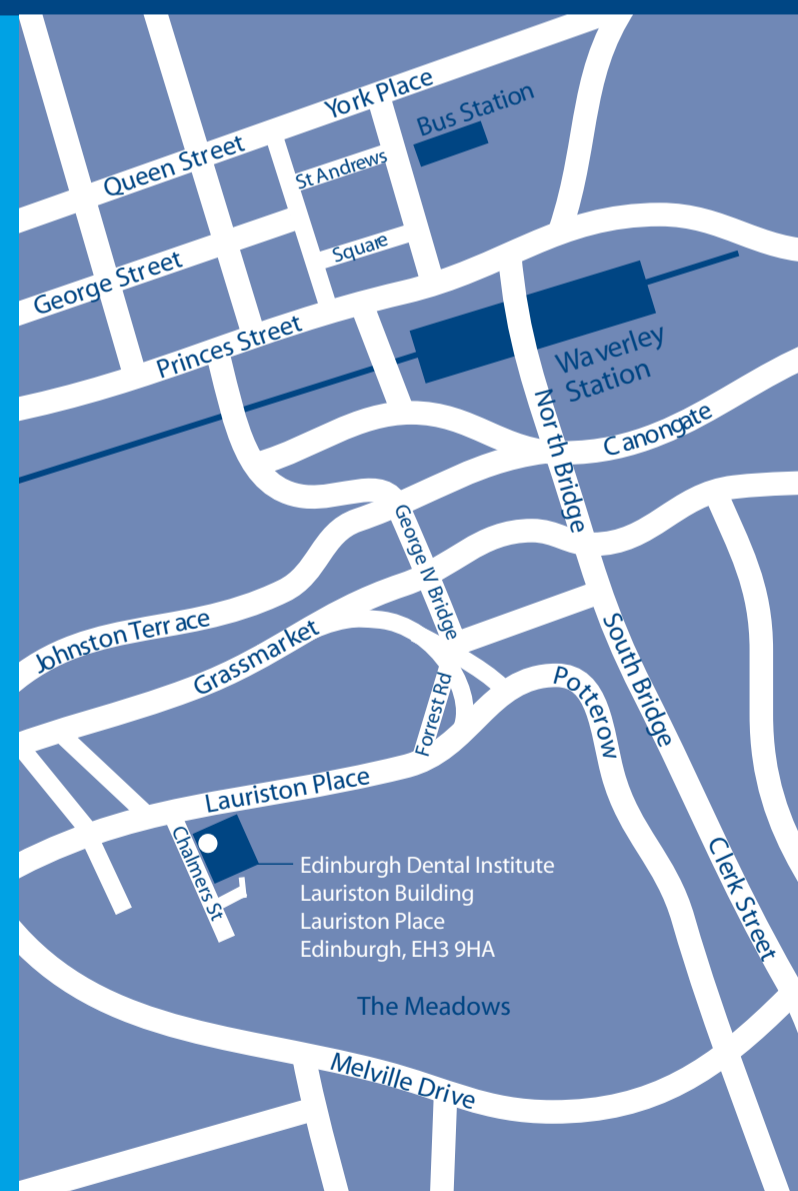 York Place
Bus Station
Queen Street
St Andrews
Square
George Street
Princes Street
Waverley
Station
North Bridge
Canongate
George IV Bridge
Johnston Terrace
Grassmarket
South Bridge
Forrest Rd
Potterow
Lauriston Place
Chalmers St
Edinburgh Dental Institute
Lauriston Building
Lauriston Place
Edinburgh, EH3 9HA
Clerk Street
The Meadows
Melville Drive